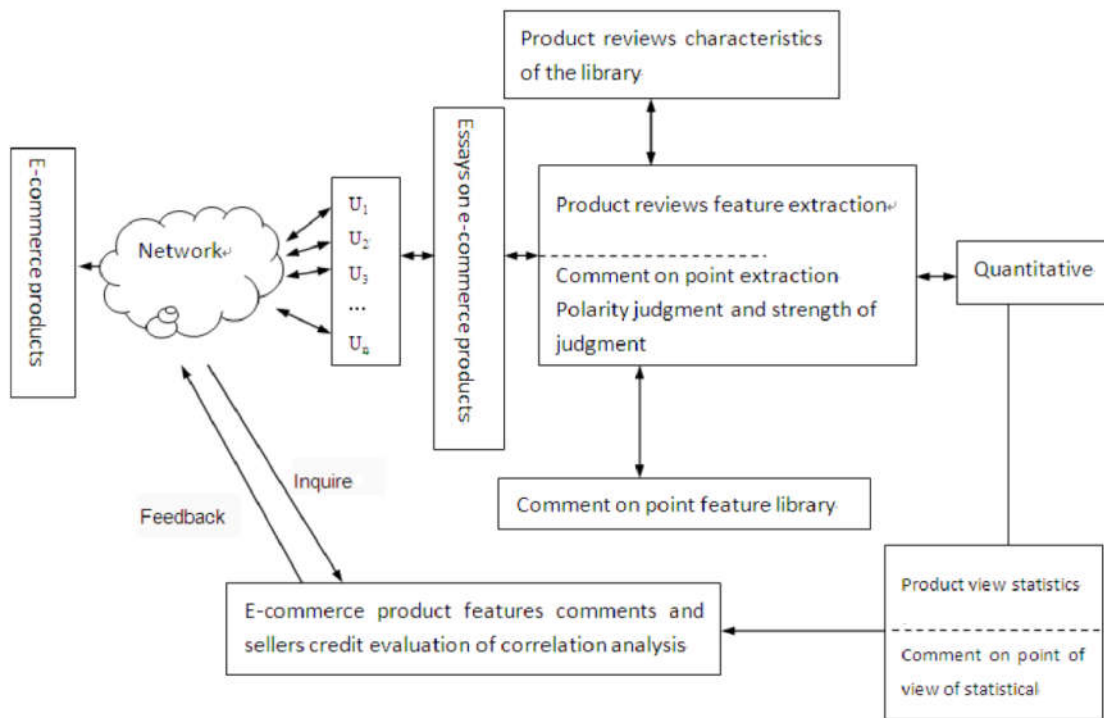 Product reviews characteristics
of the library
E-commerce products
Network
U1
U2
U3
...
Un
Essays on e-commerce products
Product reviews feature extraction
Comment on point extraction
Polarity judgment and strength of
judgment
Quantitative
Inquire
Feedback
Comment on point feature library
Product view statistics
Comment on point of
view of statistical
E-commerce product features comments and
sellers credit evaluation of correlation analysis